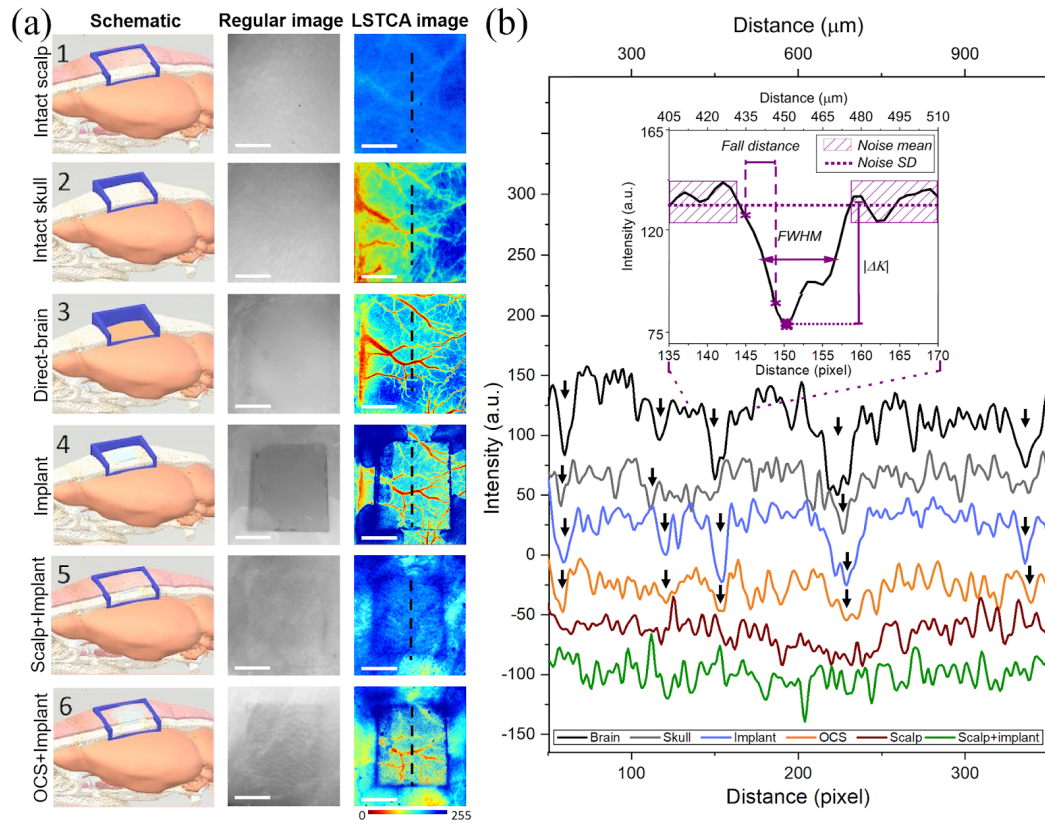 (a)
Schematic Regular image LSTCA image
1
Intact scalp
2
Intact skull
3
Direct-brain
4
Implant
5
Scalp+Implant
6
OCS+Implant
0 255
(b)
Distance (μm)
300 600 900
Distance (μm)
405 420 435 450 465 480 495 510
165
120
75
Intensity (a.u.)
Fall distance
Noise mean
Noise SD
FWHM
|ΔK|
135 140 145 150 155 160 165 170
Distance (pixel)
Intensity (a.u.)
350
300
250
200
150
100
50
0
-50
-100
-150
Brain Skull Implant OCS Scalp Scalp+implant
100 200 300
Distance (pixel)